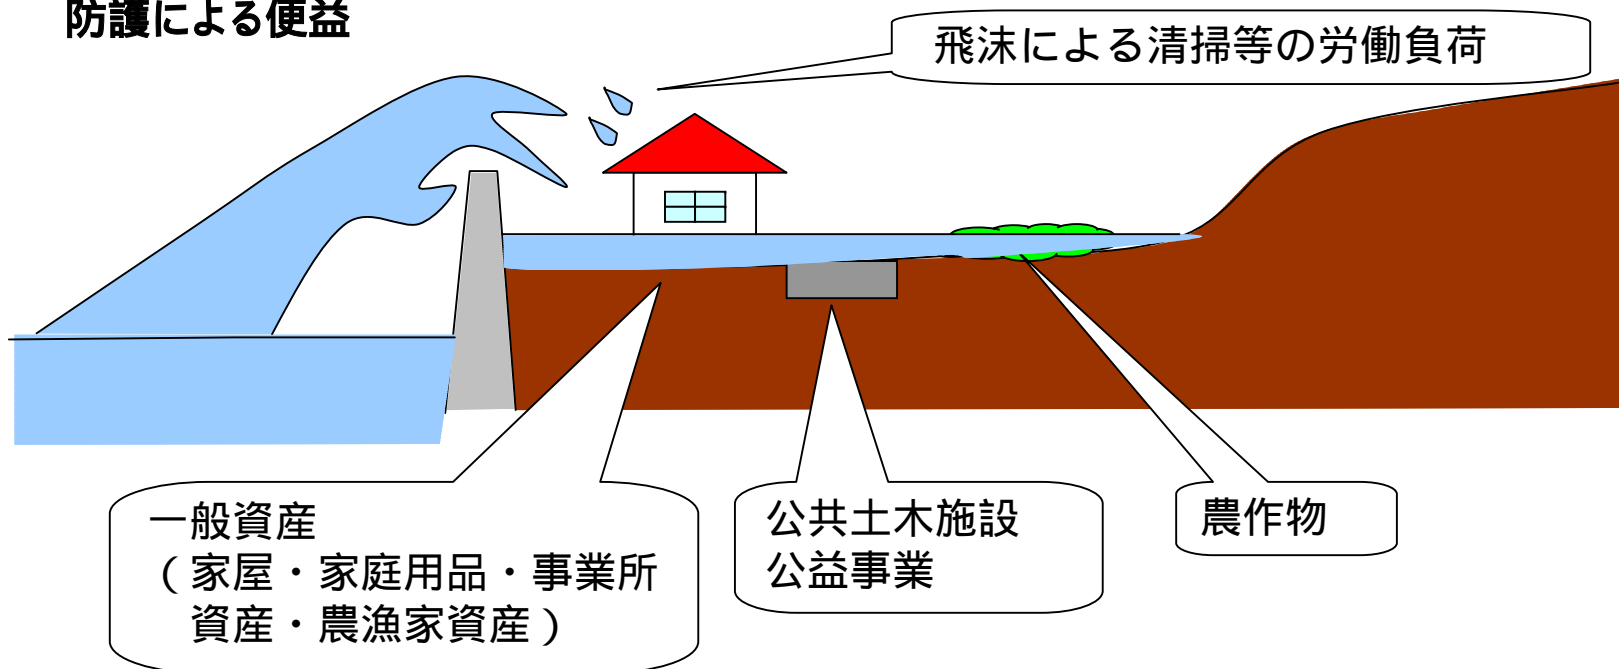 防護による便益
飛沫による清掃等の労働負荷
一般資産
（家屋・家庭用品・事業所
資産・農漁家資産）
公共土木施設
公益事業
農作物